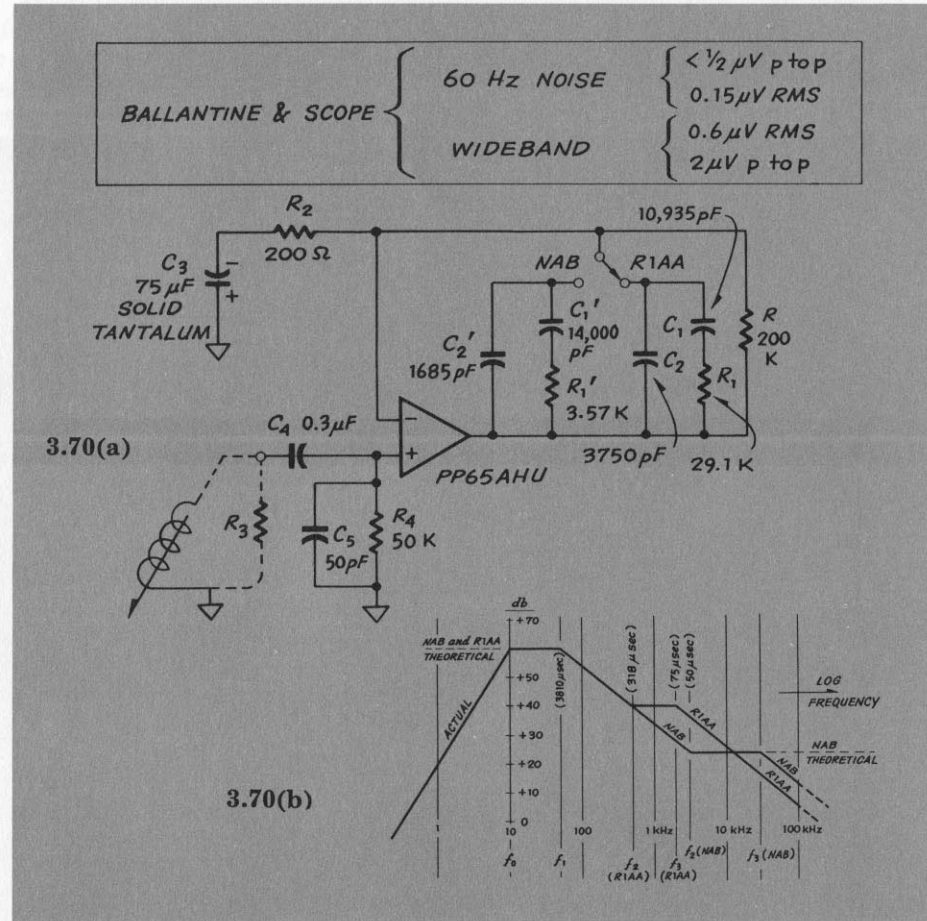 BALLANTINE & SCOPE
60 Hz NOISE
< 1/2 μV p to p
0.15 μV RMS
WIDEBAND
0.6 μV RMS
2 μV p to p
R2
200 Ω
C3
75 μF
SOLID
TANTALUM
−
+
10,935 pF
NAB
R1AA
C2'
1685 pF
C1'
14,000
pF
R1'
3.57 K
C1
C2
R1
R
200
K
3750 pF
29.1 K
3.70(a)
C4 0.3 μF
−
+
PP65AHU
R3
C5
50 pF
R4
50 K
3.70(b)
db
+70
NAB and R1AA
THEORETICAL
+50
+40
+30
+20
+10
0
ACTUAL
(3810 μsec)
(318 μsec)
(75 μsec)
(50 μsec)
LOG
FREQUENCY
R1AA
NAB
NAB
THEORETICAL
NAB
R1AA
1
10
100
1 kHz
10 kHz
100 kHz
f0
f1
f2
(R1AA)
f3
(R1AA)
f2 (NAB)
f3 (NAB)